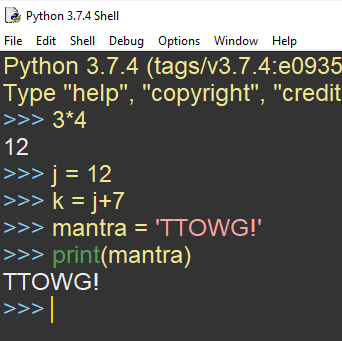 Python 3.7.4 Shell
File Edit Shell Debug Options Window Help
Python 3.7.4 (tags/v3.7.4:e0935
Type "help", "copyright", "credit
>>> 3*4
12
>>> j = 12
>>> k = j+7
>>> mantra = 'TTOWG!'
>>> print(mantra)
TTOWG!
>>>